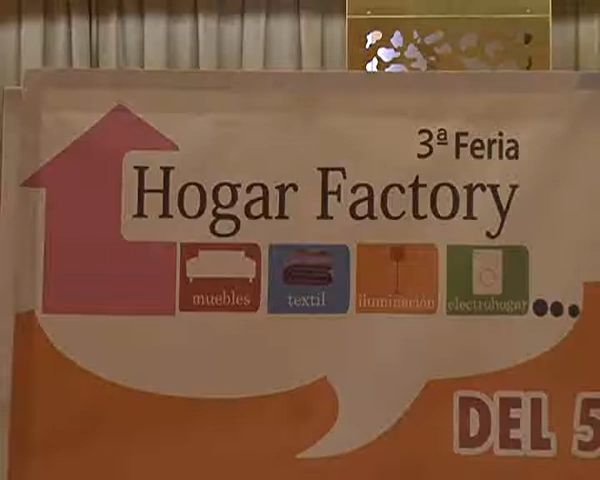 3ª Feria
Hogar Factory
muebles textil iluminación electrohogar...
DEL 5